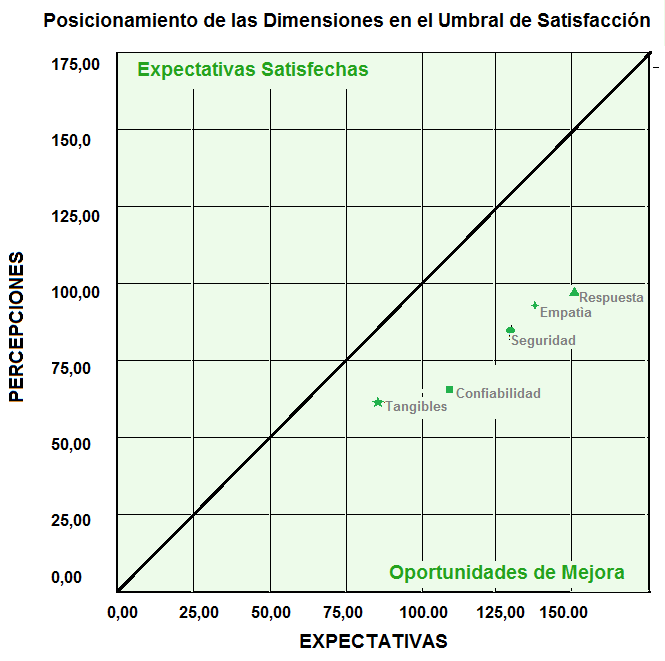 Posicionamiento de las Dimensiones en el Umbral de Satisfacción
175,00
Expectativas Satisfechas
150,0
125,00
100,00
Respuesta
Empatìa
Seguridad
75,00
Confiabilidad
Tangibles
50,00
25,00
0,00
Oportunidades de Mejora
PERCEPCIONES
0,00 25,00 50,00 75,00 100.00 125,00 150.00
EXPECTATIVAS